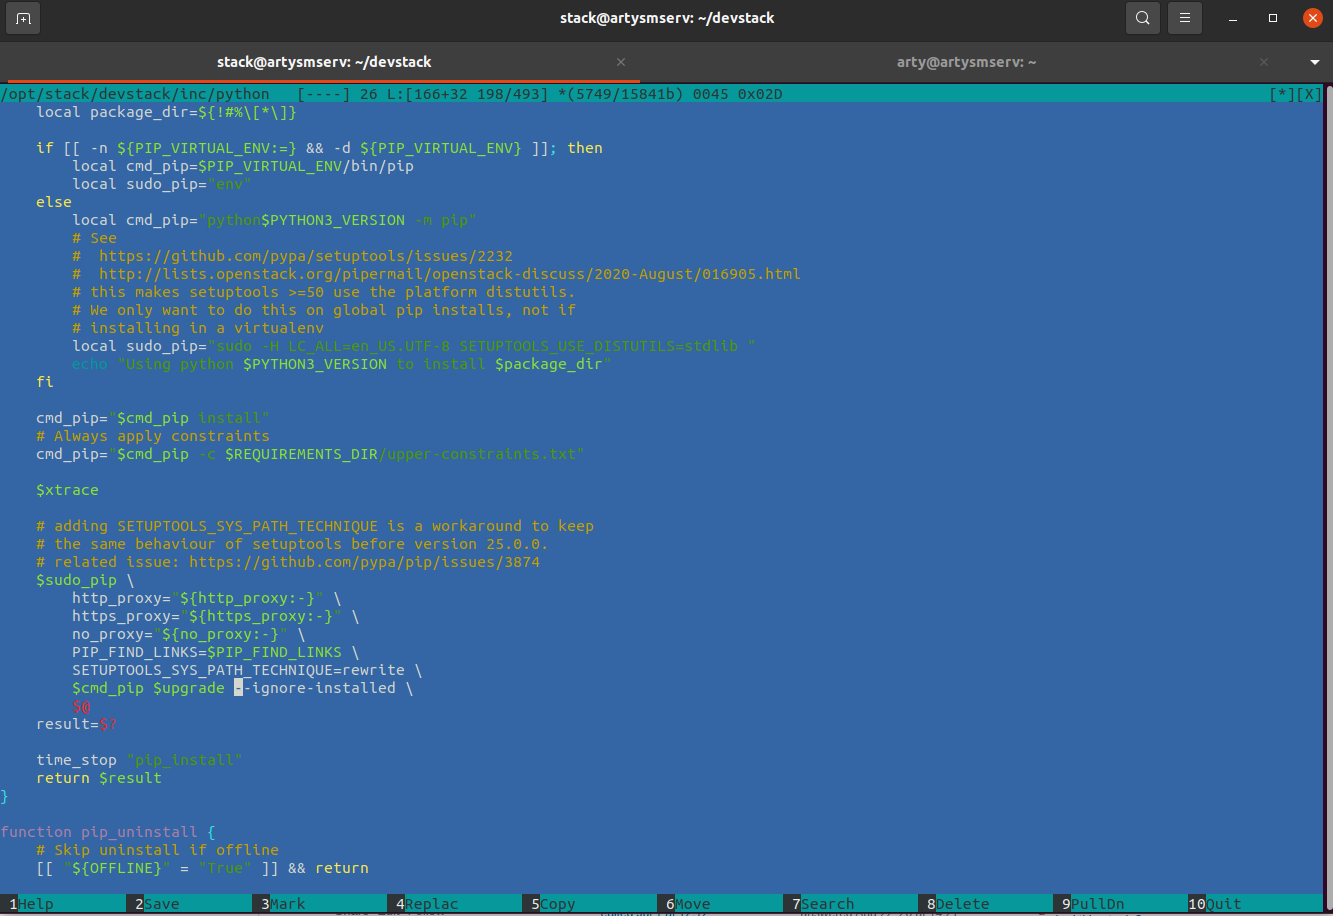 stack@artysmserv: ~/devstack
stack@artysmserv: ~/devstack
arty@artysmserv: ~
/opt/stack/devstack/inc/python   [----] 26 L:[166+32 198/493] *(5749/15841b) 0045 0x02D [*][X]
    local package_dir=${!#%\[*\]}

    if [[ -n ${PIP_VIRTUAL_ENV:=} && -d ${PIP_VIRTUAL_ENV} ]]; then
        local cmd_pip=$PIP_VIRTUAL_ENV/bin/pip
        local sudo_pip="env"
    else
        local cmd_pip="python$PYTHON3_VERSION -m pip"
        # See
        #  https://github.com/pypa/setuptools/issues/2232
        #  http://lists.openstack.org/pipermail/openstack-discuss/2020-August/016905.html
        # this makes setuptools >=50 use the platform distutils.
        # We only want to do this on global pip installs, not if
        # installing in a virtualenv
        local sudo_pip="sudo -H LC_ALL=en_US.UTF-8 SETUPTOOLS_USE_DISTUTILS=stdlib "
        echo "Using python $PYTHON3_VERSION to install $package_dir"
    fi

    cmd_pip="$cmd_pip install"
    # Always apply constraints
    cmd_pip="$cmd_pip -c $REQUIREMENTS_DIR/upper-constraints.txt"

    $xtrace

    # adding SETUPTOOLS_SYS_PATH_TECHNIQUE is a workaround to keep
    # the same behaviour of setuptools before version 25.0.0.
    # related issue: https://github.com/pypa/pip/issues/3874
    $sudo_pip \
        http_proxy="${http_proxy:-}" \
        https_proxy="${https_proxy:-}" \
        no_proxy="${no_proxy:-}" \
        PIP_FIND_LINKS=$PIP_FIND_LINKS \
        SETUPTOOLS_SYS_PATH_TECHNIQUE=rewrite \
        $cmd_pip $upgrade --ignore-installed \
        $@
    result=$?

    time_stop "pip_install"
    return $result
}

function pip_uninstall {
    # Skip uninstall if offline
    [[ "${OFFLINE}" = "True" ]] && return
1Help 2Save 3Mark 4Replac 5Copy 6Move 7Search 8Delete 9PullDn 10Quit